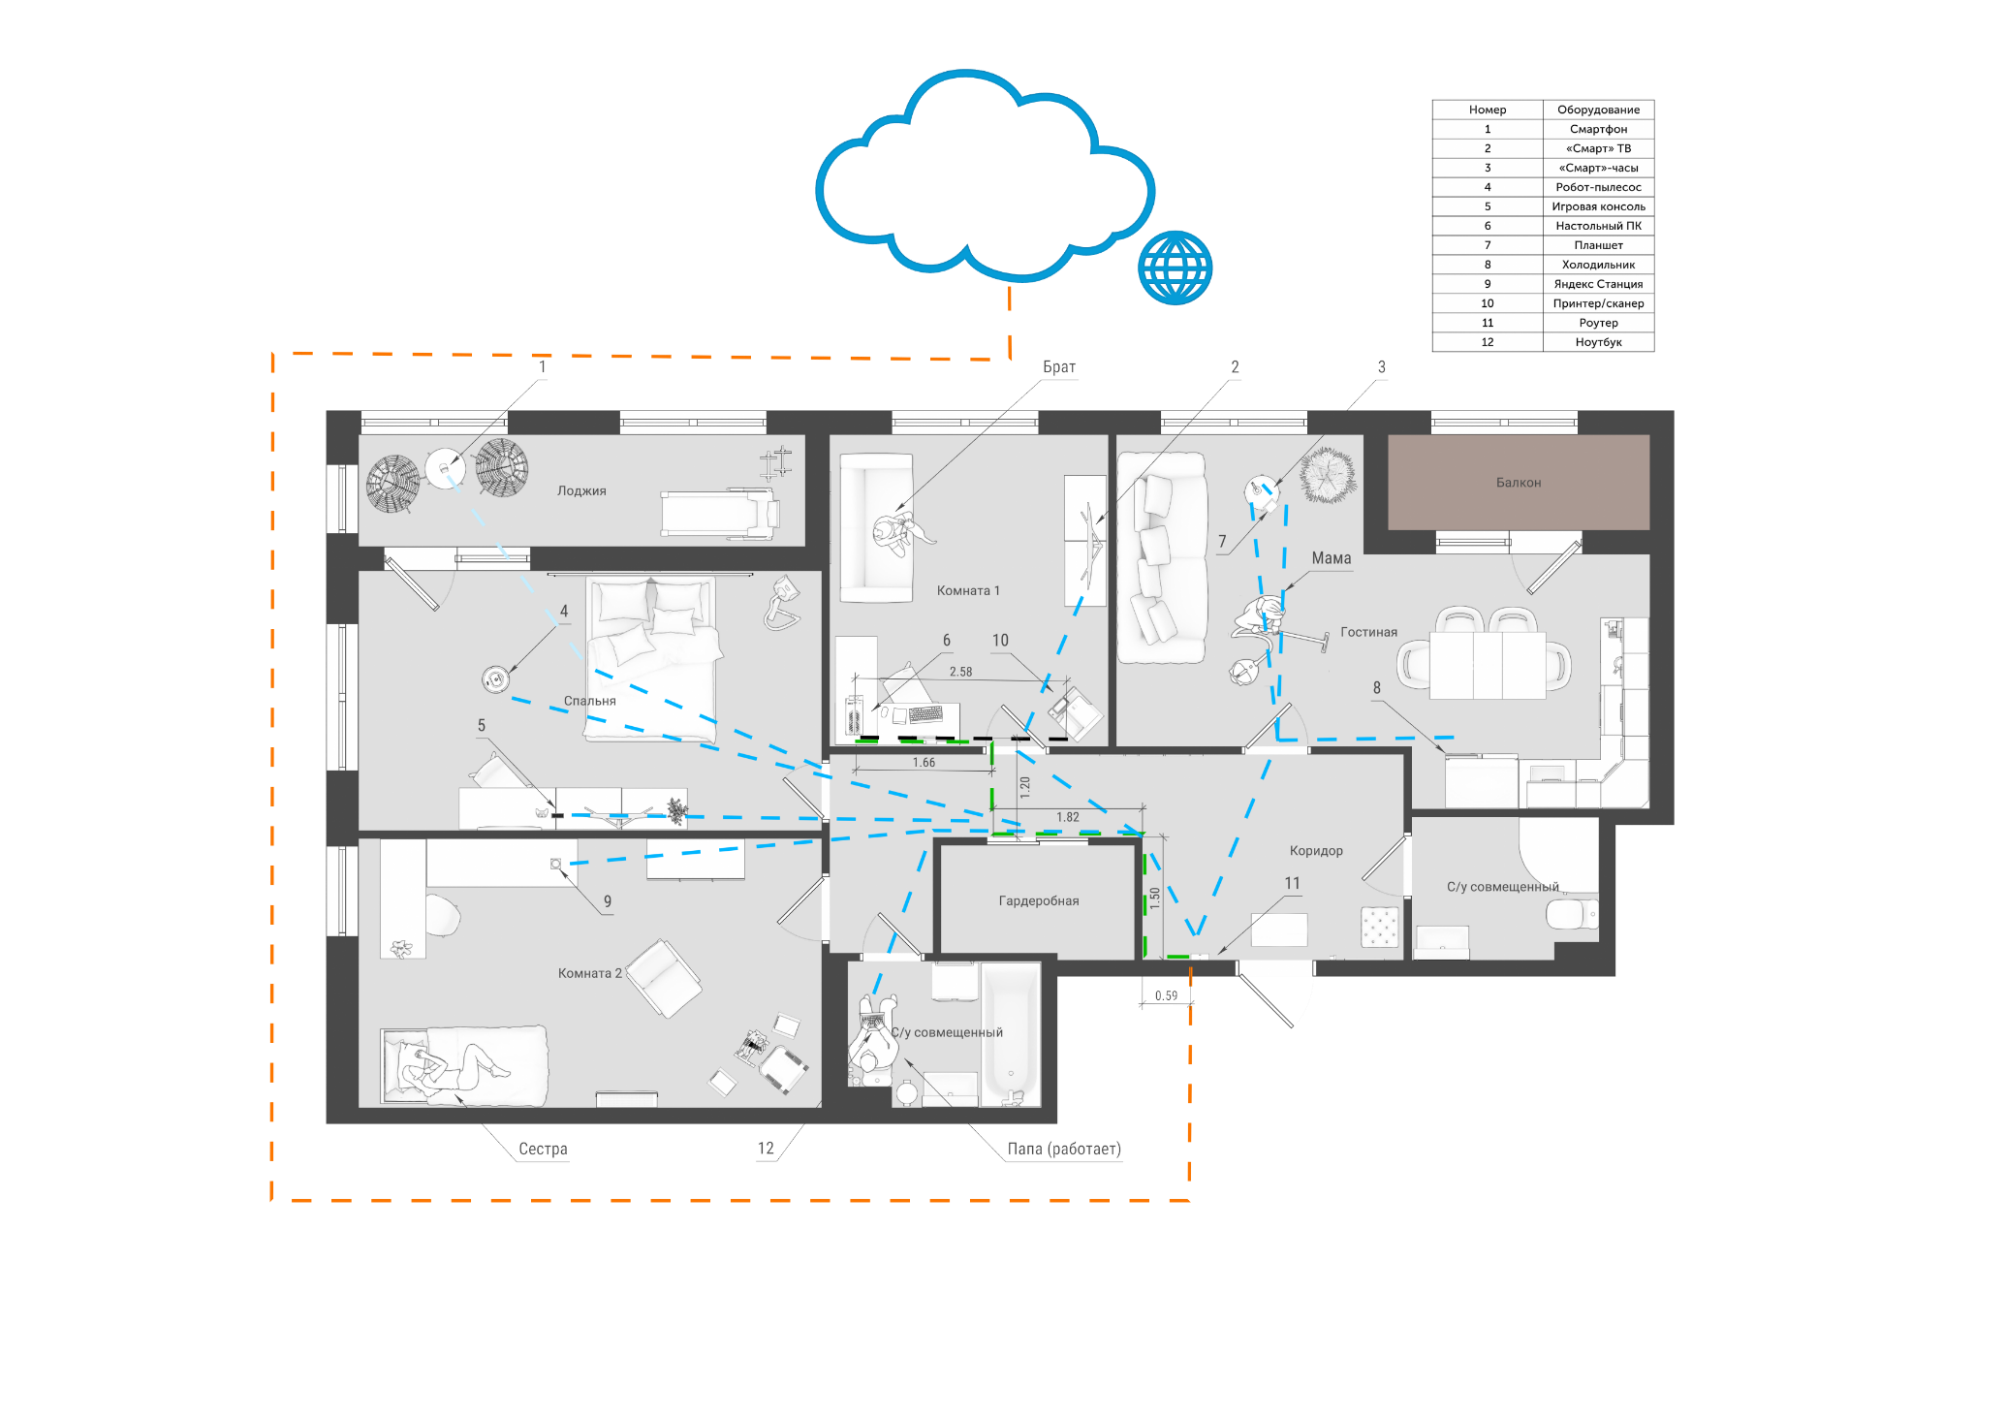 Номер Оборудование
1 Смартфон
2 «Смарт» ТВ
3 «Смарт»-часы
4 Робот-пылесос
5 Игровая консоль
6 Настольный ПК
7 Планшет
8 Холодильник
9 Яндекс Станция
10 Принтер/сканер
11 Роутер
12 Ноутбук
1
Брат
2
3
Лоджия
Балкон
7
Мама
4
Комната 1
Гостиная
6
10
2.58
8
Спальня
5
1.66
1.20
1.82
Коридор
11
С/у совмещенный
9
Гардеробная
1.50
Комната 2
0.59
С/у совмещенный
Сестра
12
Папа (работает)